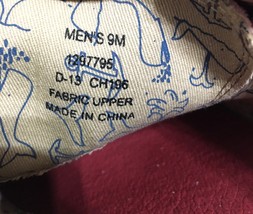 MEN'S 9M
1297795
D-13 CH196
FABRIC UPPER
MADE IN CHINA